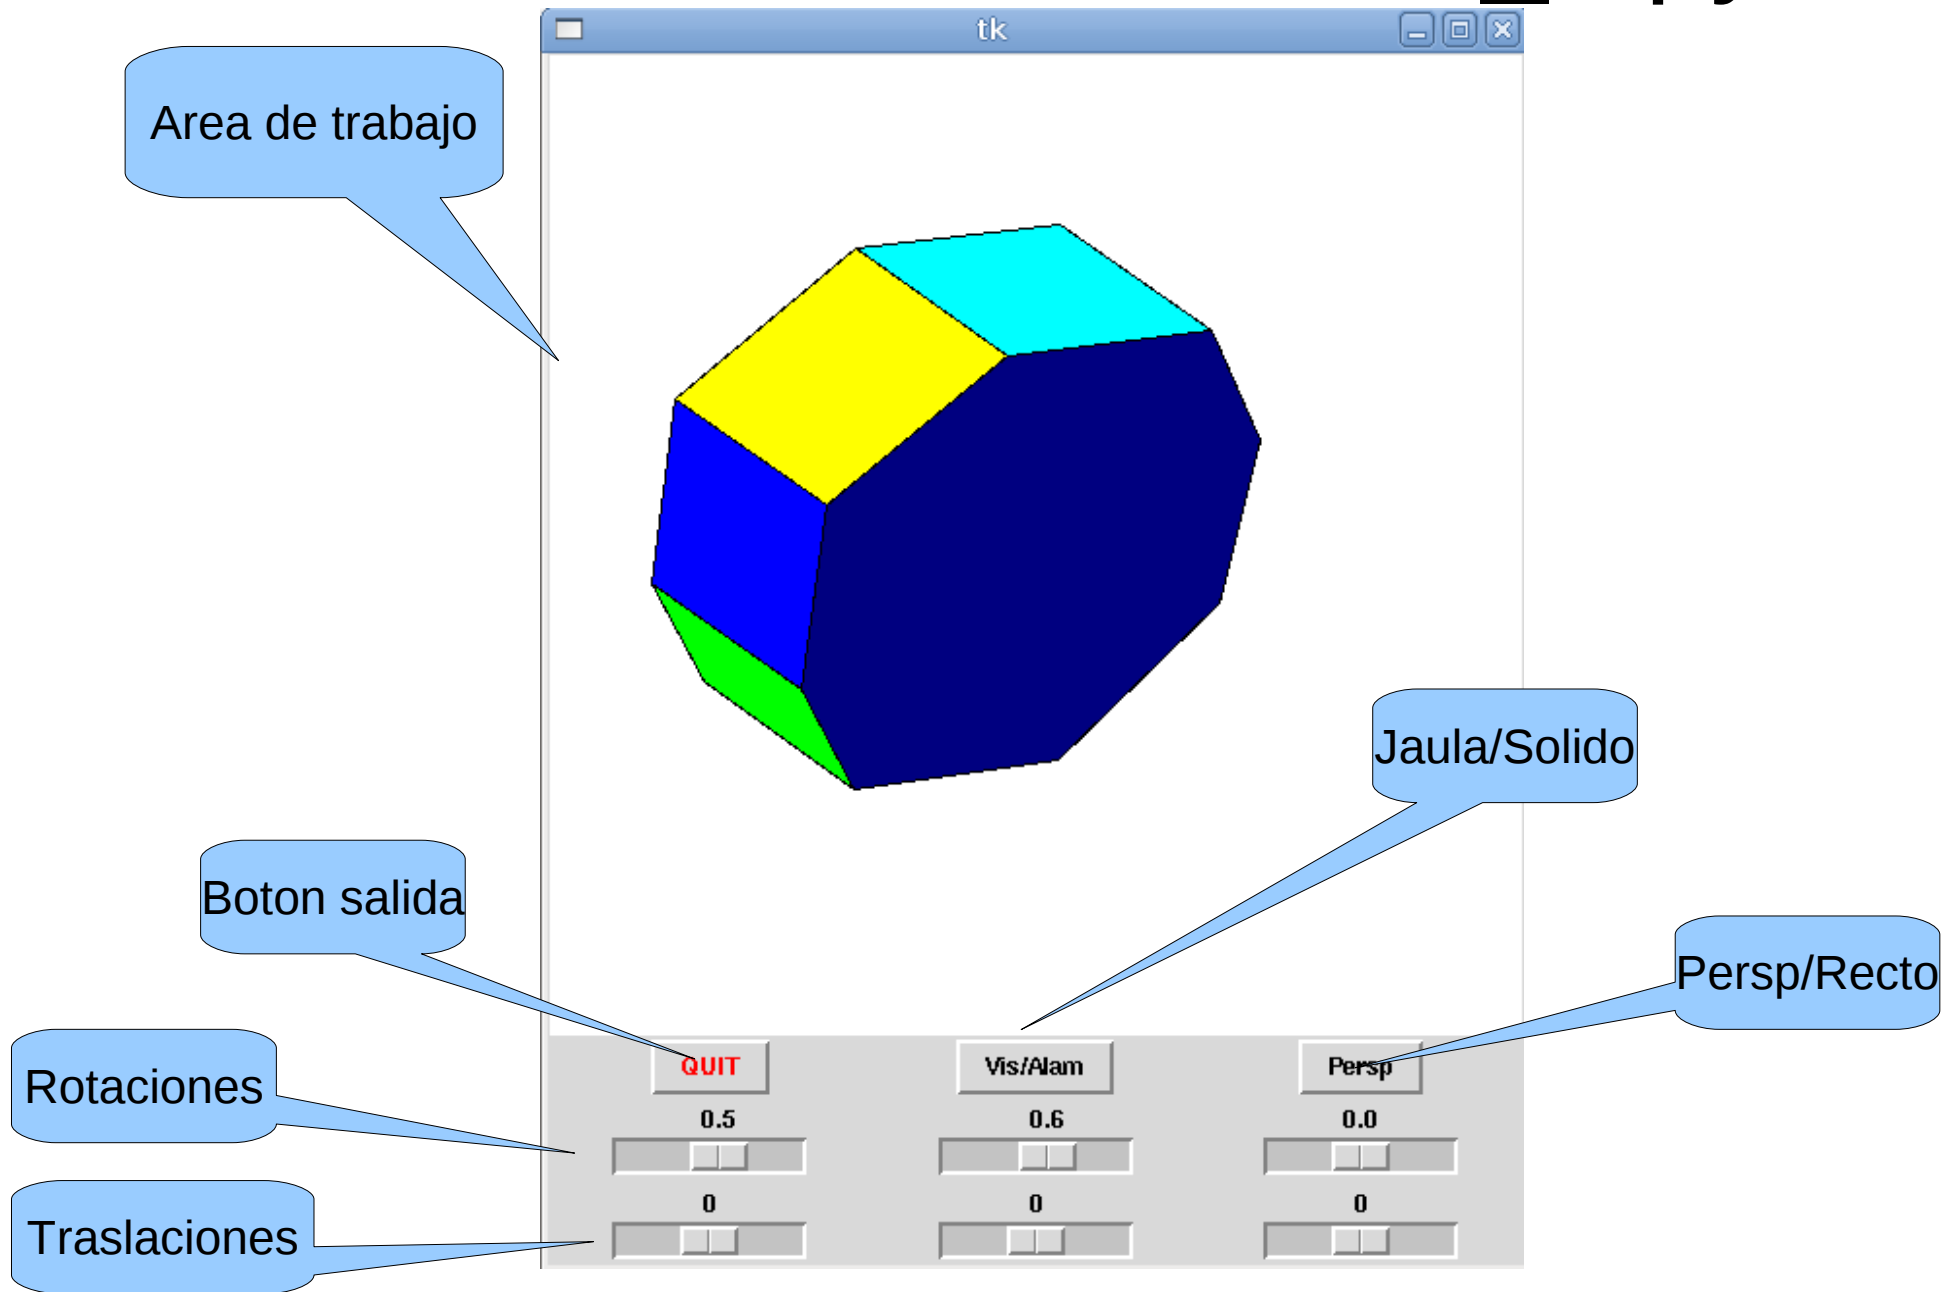 tk
Area de trabajo
Jaula/Solido
Boton salida
Persp/Recto
QUIT Vis/Alam Persp
Rotaciones
0.5 0.6 0.0
0 0 0
Traslaciones